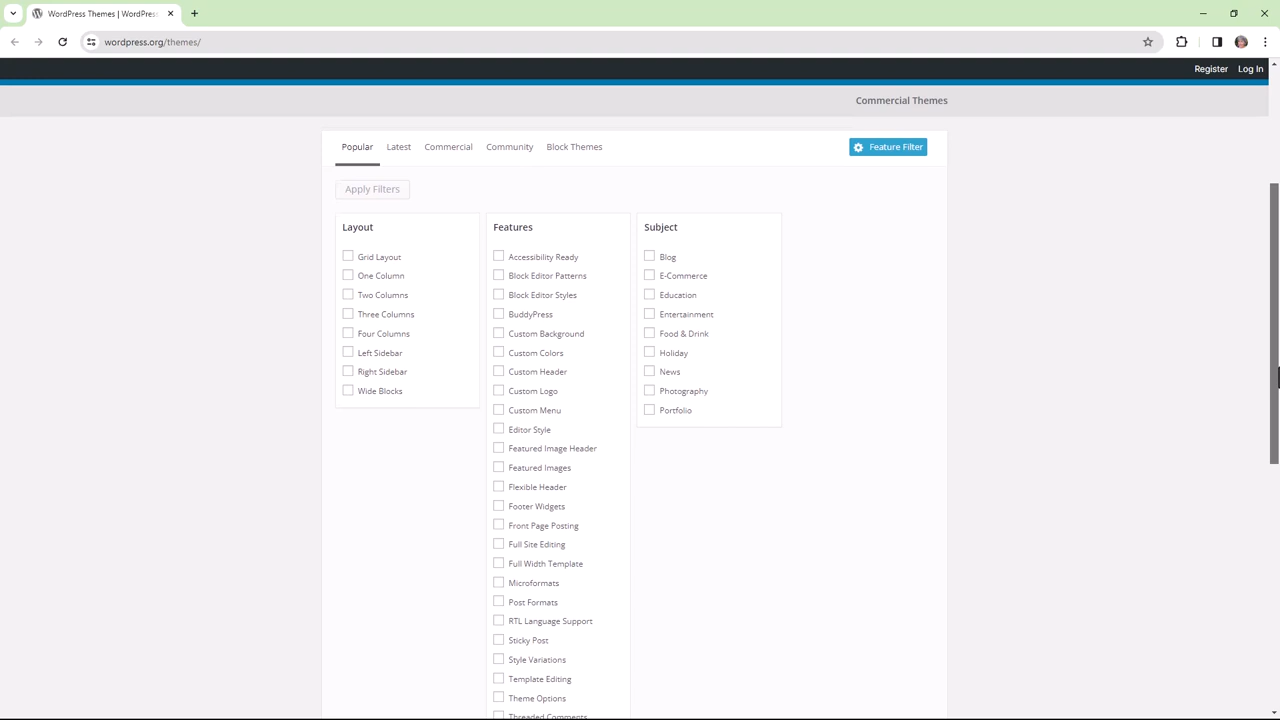 WordPress Themes | WordPres
wordpress.org/themes/
Register Log In
Commercial Themes
Popular Latest Commercial Community Block Themes Feature Filter
Apply Filters
Layout
Grid Layout
One Column
Two Columns
Three Columns
Four Columns
Left Sidebar
Right Sidebar
Wide Blocks
Features
Accessibility Ready
Block Editor Patterns
Block Editor Styles
BuddyPress
Custom Background
Custom Colors
Custom Header
Custom Logo
Custom Menu
Editor Style
Featured Image Header
Featured Images
Flexible Header
Footer Widgets
Front Page Posting
Full Site Editing
Full Width Template
Microformats
Post Formats
RTL Language Support
Sticky Post
Style Variations
Template Editing
Theme Options
Threaded Comments
Subject
Blog
E-Commerce
Education
Entertainment
Food & Drink
Holiday
News
Photography
Portfolio